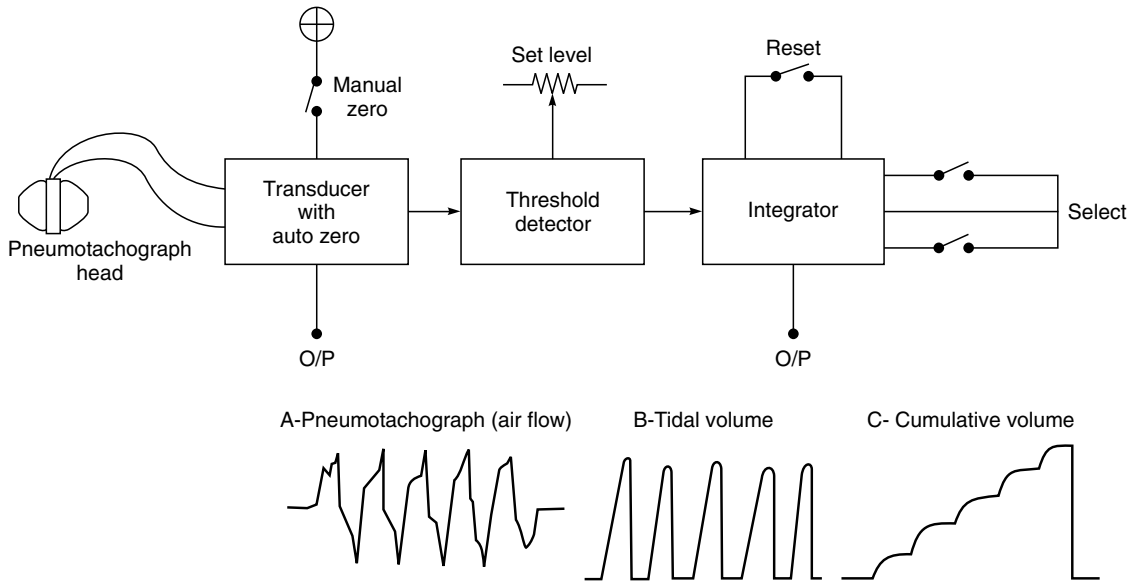 Reset
Set level
Manual
zero
Transducer
with
auto zero
Threshold
detector
Integrator
Select
Pneumotachograph
head
O/P
O/P
A-Pneumotachograph (air flow)
B-Tidal volume
C- Cumulative volume